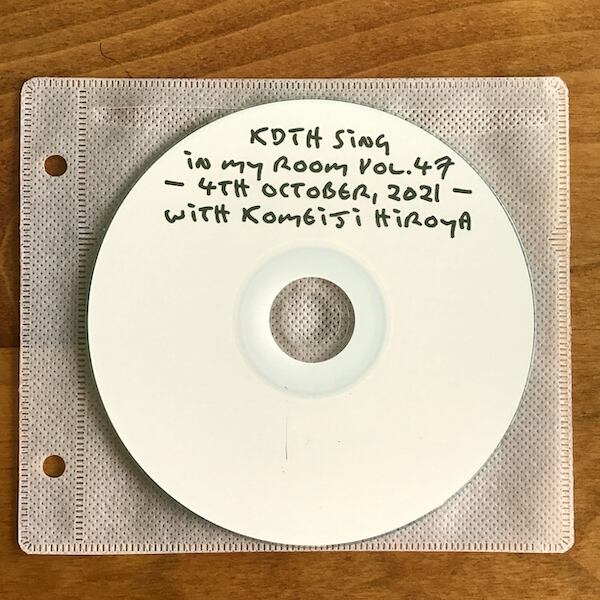 KDTH SiNG
iN MY ROOM VOL.47
— 4TH OCTOBER, 2021 —
WiTH KOMEiJi HiROYA